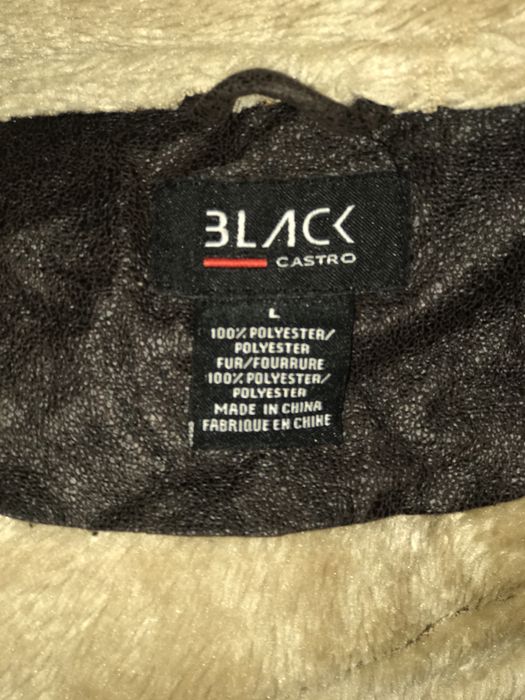 BLACK
CASTRO
L
100% POLYESTER/
POLYESTER
FUR/FOURRURE
100% POLYESTER/
POLYESTER
MADE IN CHINA
FABRIQUE EN CHINE